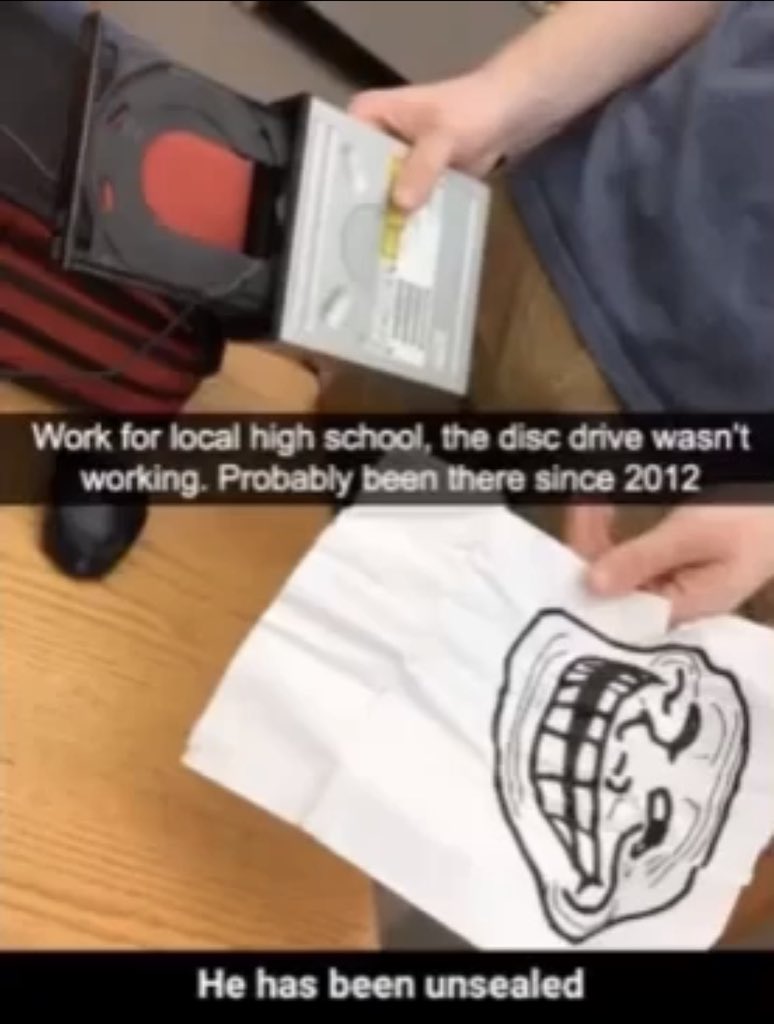 Work for local high school, the disc drive wasn't
working. Probably been there since 2012
He has been unsealed